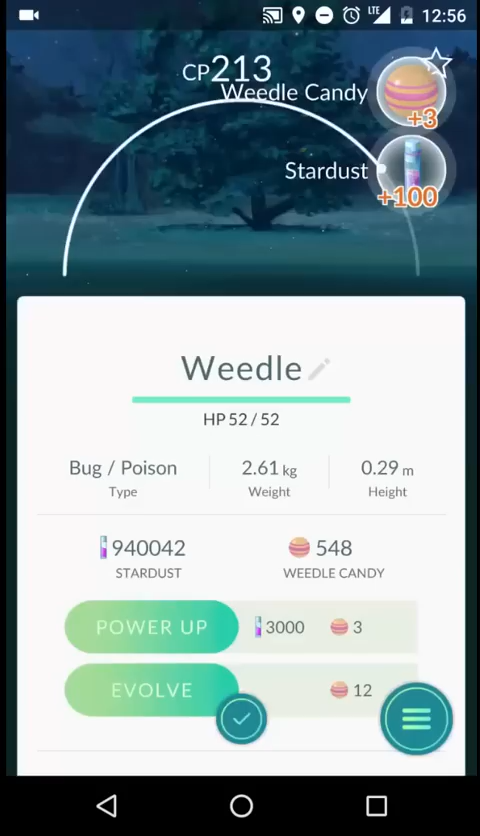 LTE 12:56
CP213
Weedle Candy
+3
Stardust
+100
Weedle
HP 52 / 52
Bug / Poison 2.61 kg 0.29 m
Type Weight Height
940042 548
STARDUST WEEDLE CANDY
POWER UP 3000 3
EVOLVE 12